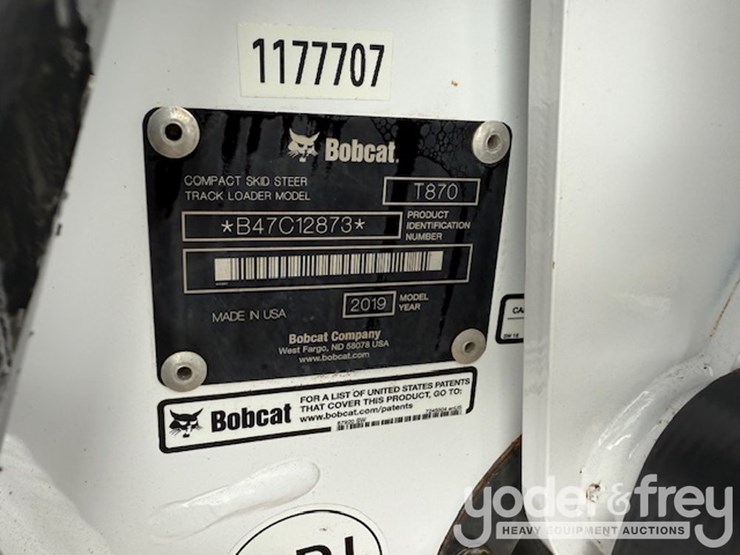 1177707
Bobcat.
COMPACT SKID STEER
TRACK LOADER MODEL
T870
*B47C12873*
PRODUCT
IDENTIFICATION
NUMBER
MADE IN USA
2019
MODEL
YEAR
Bobcat Company
West Fargo, ND 58078 USA
www.bobcat.com
Bobcat
FOR A LIST OF UNITED STATES PATENTS
THAT COVER THIS PRODUCT, GO TO:
www.bobcat.com/patents
yoder&frey
HEAVY EQUIPMENT AUCTIONS